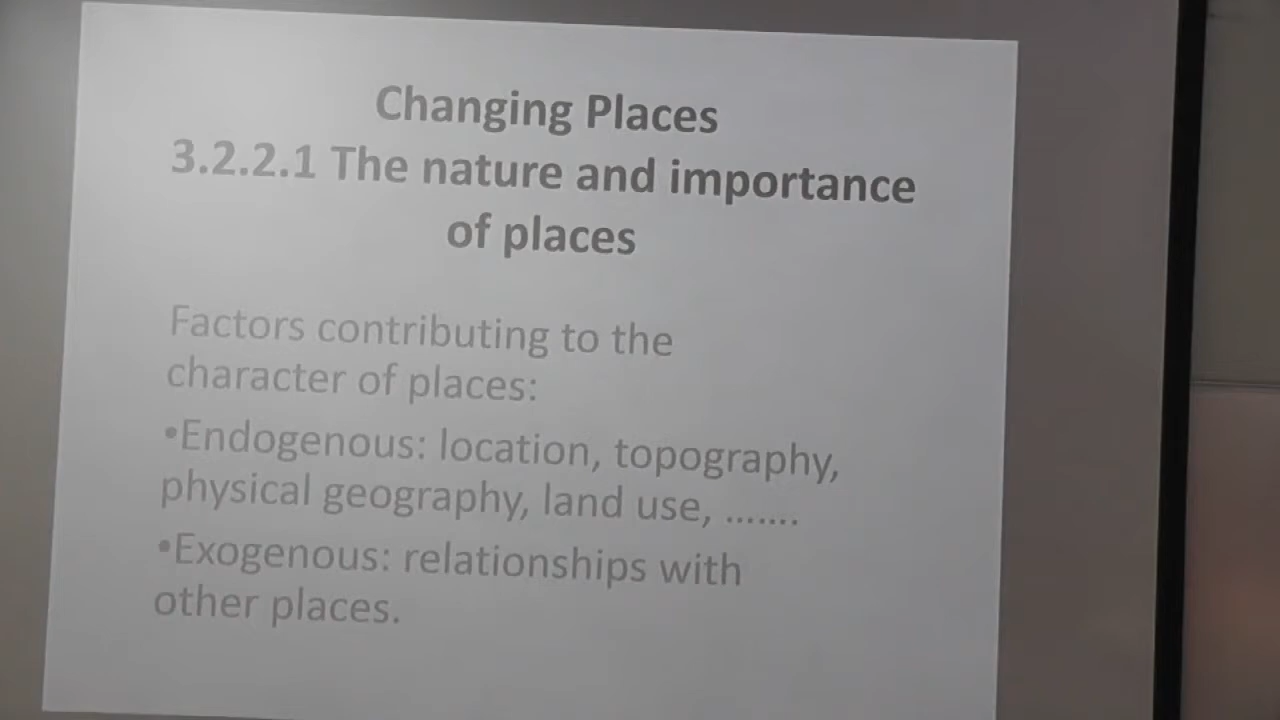 Changing Places
3.2.2.1 The nature and importance
of places
Factors contributing to the
character of places:
•Endogenous: location, topography,
physical geography, land use, .......
•Exogenous: relationships with
other places.